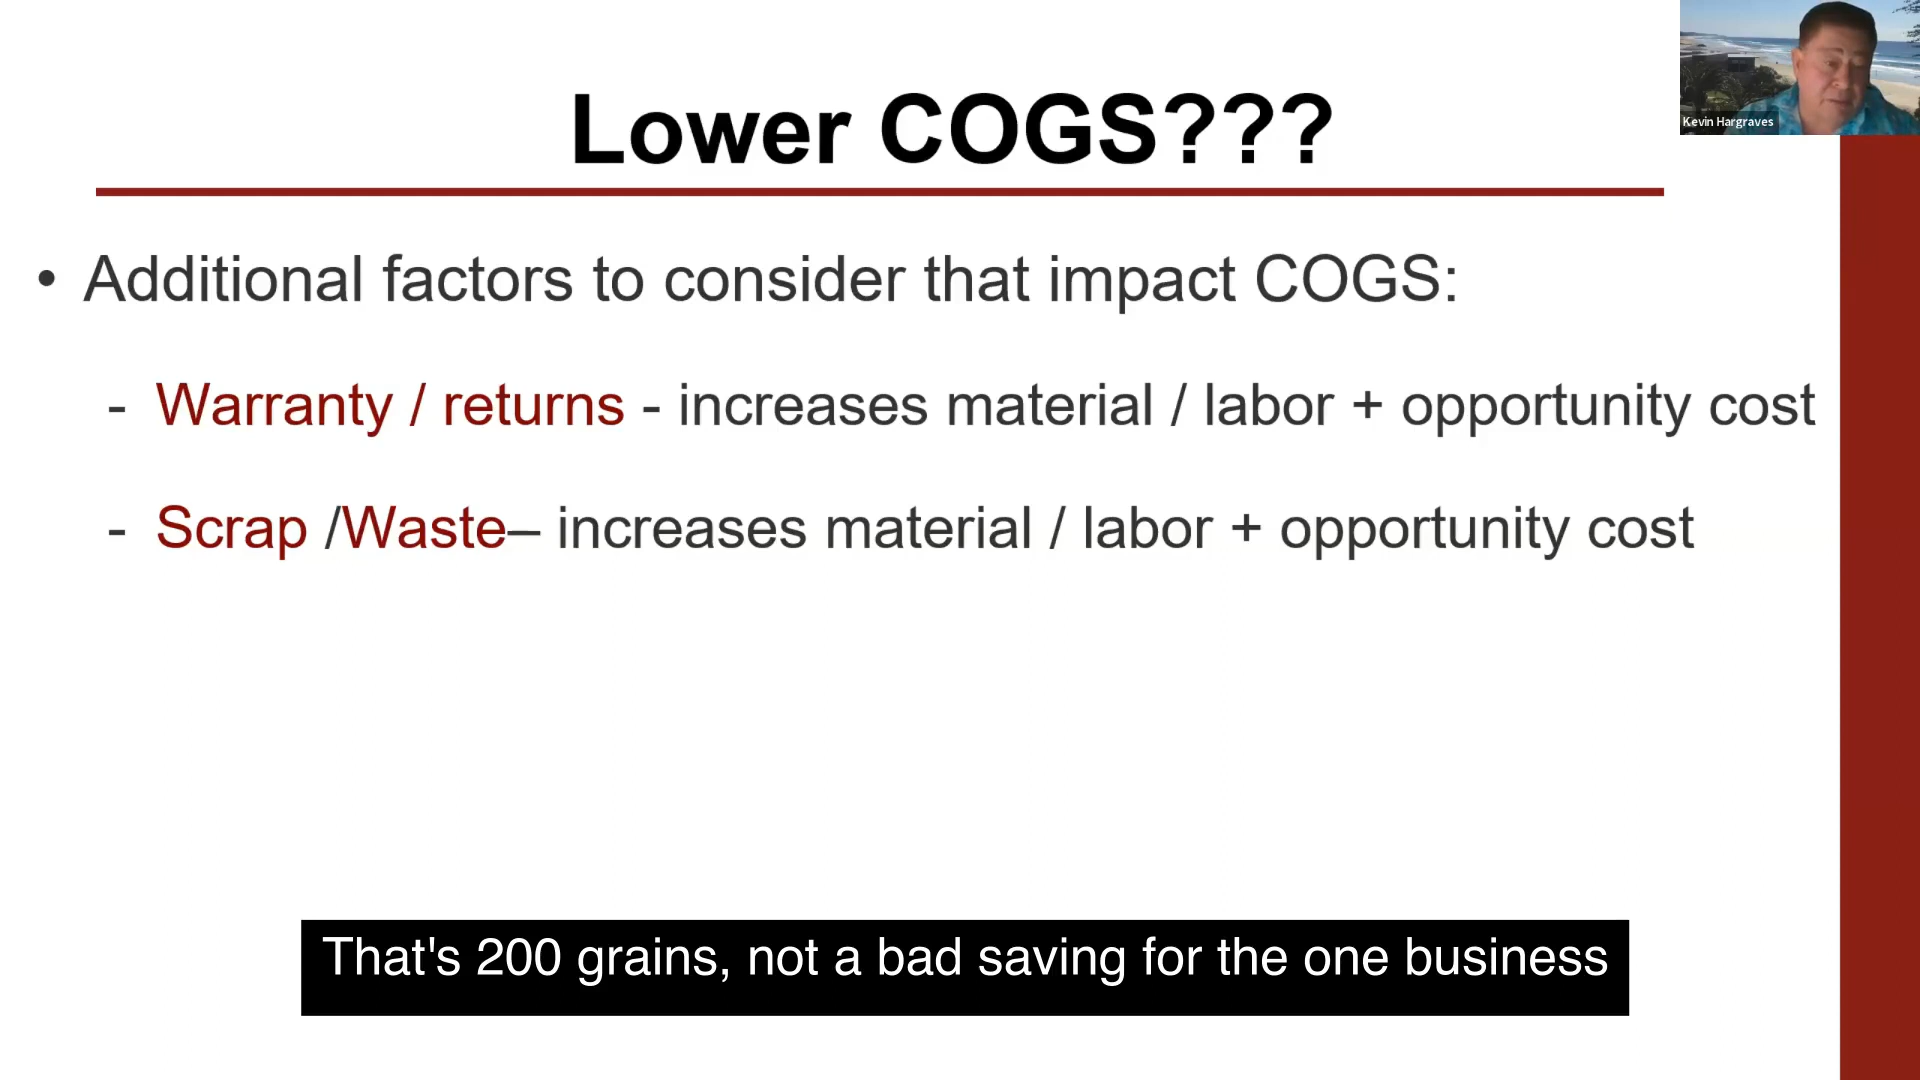 Lower COGS???
Kevin Hargraves
• Additional factors to consider that impact COGS:
- Warranty / returns - increases material / labor + opportunity cost
- Scrap /Waste– increases material / labor + opportunity cost
That's 200 grains, not a bad saving for the one business